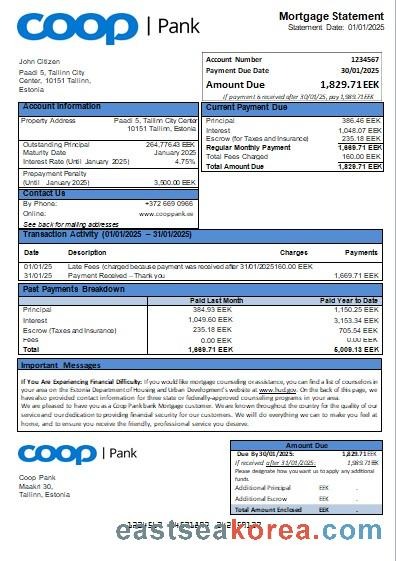 coop | Pank
Mortgage Statement
Statement Date: 01/01/2025
John Citizen
Paadi 5, Tallinn City
Center, 10151 Tallinn,
Estonia
Account Number 1234567
Payment Due Date 30/01/2025
Amount Due 1,829.71 EEK
If payment is received after 30/01/25, pay 1,989.71 EEK
Account Information
Property Address Paadi 5, Tallinn City Center
10151 Tallinn, Estonia
Outstanding Principal 264,776.43 EEK
Maturity Date January 2025
Interest Rate (Until January 2025) 4.75%
Prepayment Penalty
(Until January 2025) 3,500.00 EEK
Contact Us
By Phone: +372 669 0966
Online: www.cooppank.ee
See back for mailing addresses
Current Payment Due
Principal 386.46 EEK
Interest 1,048.07 EEK
Escrow (for Taxes and Insurance) 235.18 EEK
Regular Monthly Payment 1,669.71 EEK
Total Fees Charged 160.00 EEK
Total Amount Due 1,829.71 EEK
Transaction Activity (01/01/2025 – 31/01/2025)
Date Description Charges Payments
01/01/25 Late Fees (charged because payment was received after 31/01/2025160.00 EEK
31/01/25 Payment Received – Thank you 1,669.71 EEK
Past Payments Breakdown
Paid Last Month Paid Year to Date
Principal 384.93 EEK 1,150.25 EEK
Interest 1,049.60 EEK 3,153.34 EEK
Escrow (Taxes and Insurance) 235.18 EEK 705.54 EEK
Fees 0.00 EEK 0.00 EEK
Total 1,669.71 EEK 5,009.13 EEK
Important Messages
If You Are Experiencing Financial Difficulty: If you would like mortgage counseling or assistance, you can find a list of counselors in
your area on the Estonia Department of Housing and Urban Development's website at www.hud.gov. On the back of this page, we
have also provided contact information for three state or federally-approved counseling programs in your area.
We are pleased to have you as a Coop Pank bank Mortgage customer. We are known throughout the country for the quality of our
service and our dedication to providing financial security for our customers. We will do everything we can to make you feel at
home, and to ensure you receive the friendly, professional service you deserve.
coop | Pank
Coop Pank
Maakri 30,
Tallinn, Estonia
Amount Due
Due By 30/01/2025: 1,829.71 EEK
If received after 31/01/2025: 1,989.71 EEK
Please designate how you want us to apply any additional
funds.
Additional Principal EEK .
Additional Escrow EEK .
Total Amount Enclosed EEK .
eastseakorea.com